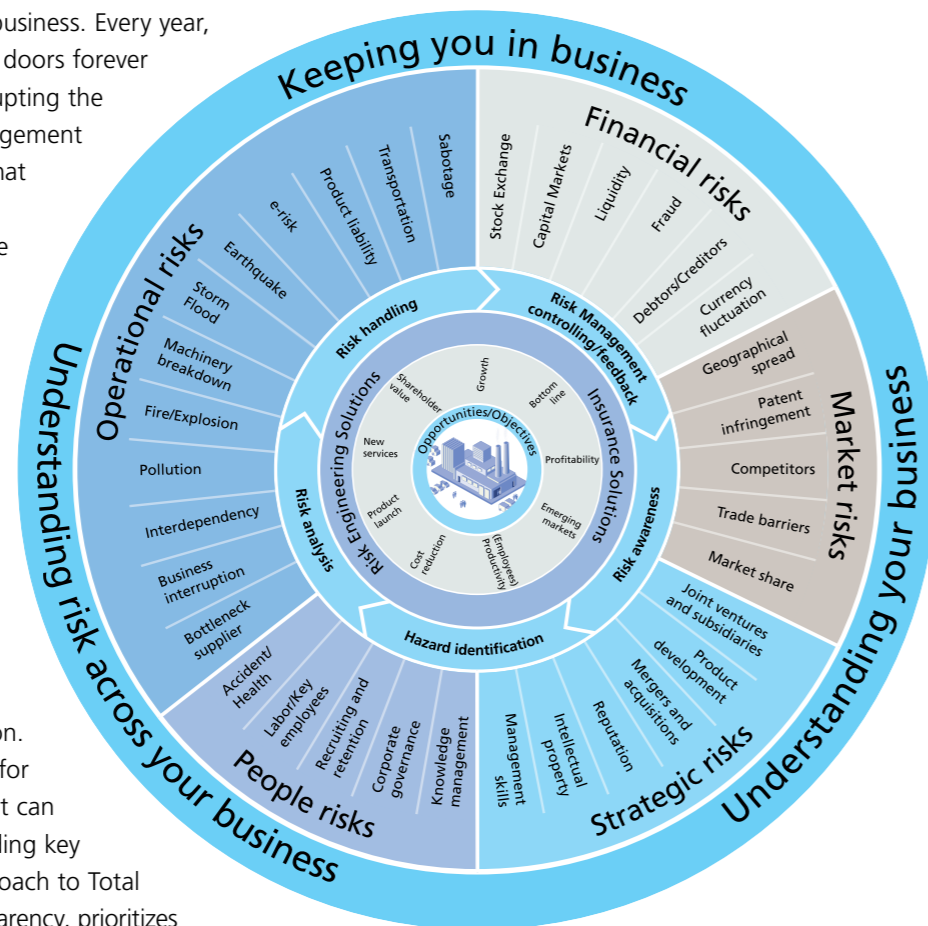 business. Every year,
doors forever
upting the
gement
hat
e
on.
for
t can
ding key
oach to Total
arency, prioritizes
Keeping you in business
Understanding your business
Understanding risk across your business
Financial risks
Stock Exchange
Capital Markets
Liquidity
Fraud
Debtors/Creditors
Currency
fluctuation
Market risks
Geographical
spread
Patent
infringement
Competitors
Trade barriers
Market share
Strategic risks
Joint ventures
and subsidiaries
Product
development
Mergers and
acquisitions
Reputation
Intellectual
property
Management
skills
People risks
Knowledge
management
Corporate
governance
Recruiting and
retention
Labor/Key
employees
Accident/
Health
Operational risks
Bottleneck
supplier
Business
interruption
Interdependency
Pollution
Fire/Explosion
Machinery
breakdown
Storm
Flood
Earthquake
e-risk
Product liability
Transportation
Sabotage
Risk handling
Risk Management
controlling/feedback
Risk awareness
Hazard identification
Risk analysis
Risk Engineering Solutions
Insurance Solutions
Growth
Bottom
line
Profitability
Emerging
markets
(Employees)
Productivity
Cost
reduction
Product
launch
New
services
Shareholder
value
Opportunities/Objectives